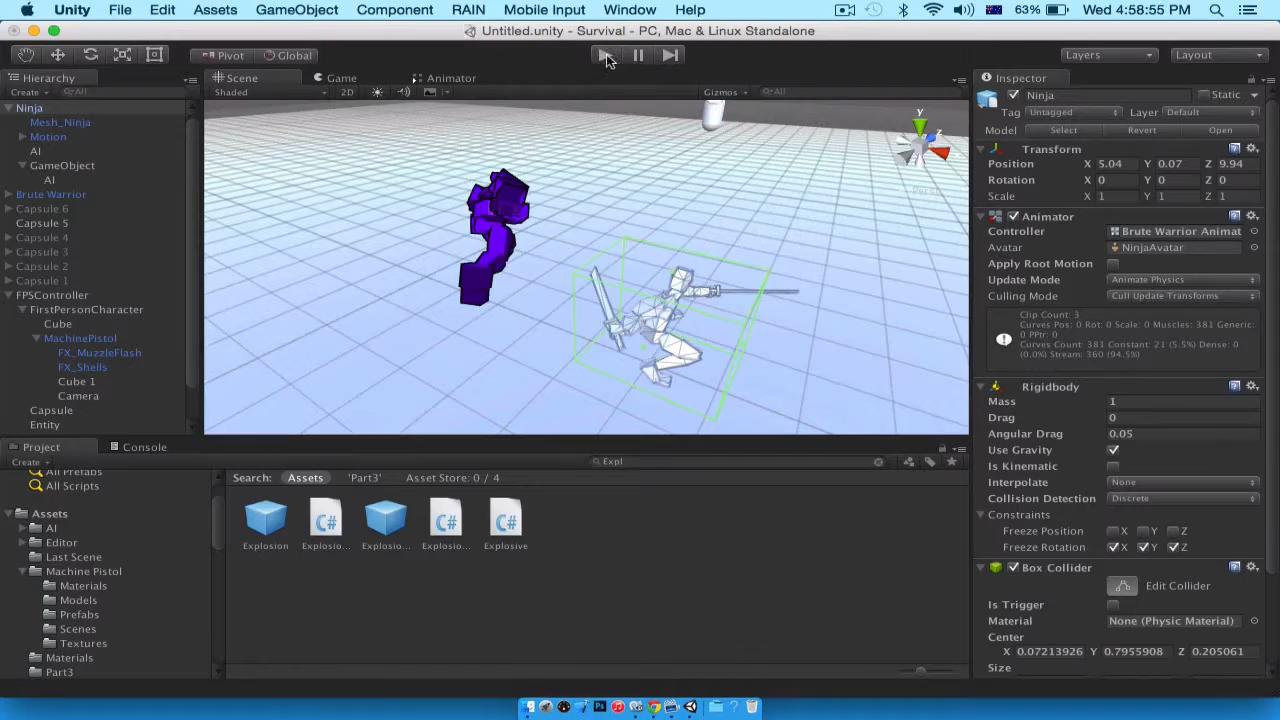 Unity File Edit Assets GameObject Component RAIN Mobile Input Window Help 63% Wed 4:58:55 PM
Untitled.unity - Survival - PC, Mac & Linux Standalone
Pivot Global Layers Layout
Hierarchy
Create All
Ninja
Mesh_Ninja
Motion
AI
GameObject
AI
Brute Warrior
Capsule 6
Capsule 5
Capsule 4
Capsule 3
Capsule 2
Capsule 1
FPSController
FirstPersonCharacter
Cube
MachinePistol
FX_MuzzleFlash
FX_Shells
Cube 1
Camera
Capsule
Entity
Scene Game Animator
Shaded 2D Gizmos All
Y
Z
Project Console
Create Expl
All Prefabs
All Scripts
Assets
AI
Editor
Last Scene
Machine Pistol
Materials
Models
Prefabs
Scenes
Textures
Materials
Part3
Search: Assets 'Part3' Asset Store: 0 / 4
C# C# C#
Explosion Explosio... Explosio... Explosio... Explosive
Inspector
Ninja Static
Tag Untagged Layer Default
Model Select Revert Open
Transform
Position X 5.04 Y 0.07 Z 9.94
Rotation X 0 Y 0 Z 0
Scale X 1 Y 1 Z 1
Animator
Controller Brute Warrior Animat
Avatar NinjaAvatar
Apply Root Motion
Update Mode Animate Physics
Culling Mode Cull Update Transforms
Clip Count: 3
Curves Pos: 0 Rot: 0 Scale: 0 Muscles: 381 Generic:
0 PPtr: 0
Curves Count: 381 Constant: 21 (5.5%) Dense: 0
(0.0%) Stream: 360 (94.5%)
Rigidbody
Mass 1
Drag 0
Angular Drag 0.05
Use Gravity
Is Kinematic
Interpolate None
Collision Detection Discrete
Constraints
Freeze Position X Y Z
Freeze Rotation X Y Z
Box Collider
Edit Collider
Is Trigger
Material None (Physic Material)
Center
X 0.07213926 Y 0.7955908 Z 0.205061
Size